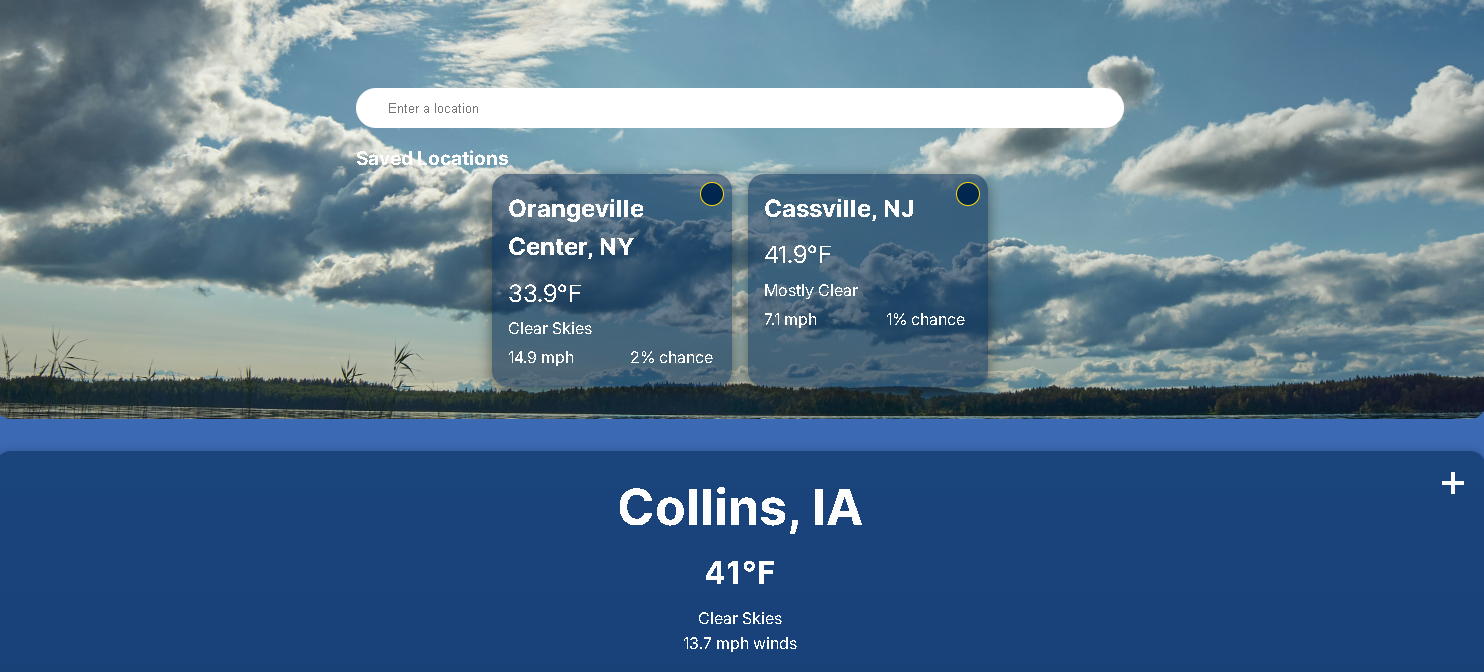 Enter a location
Saved Locations
Orangeville
Center, NY
33.9°F
Clear Skies
14.9 mph 2% chance
Cassville, NJ
41.9°F
Mostly Clear
7.1 mph 1% chance
Collins, IA
41°F
Clear Skies
13.7 mph winds